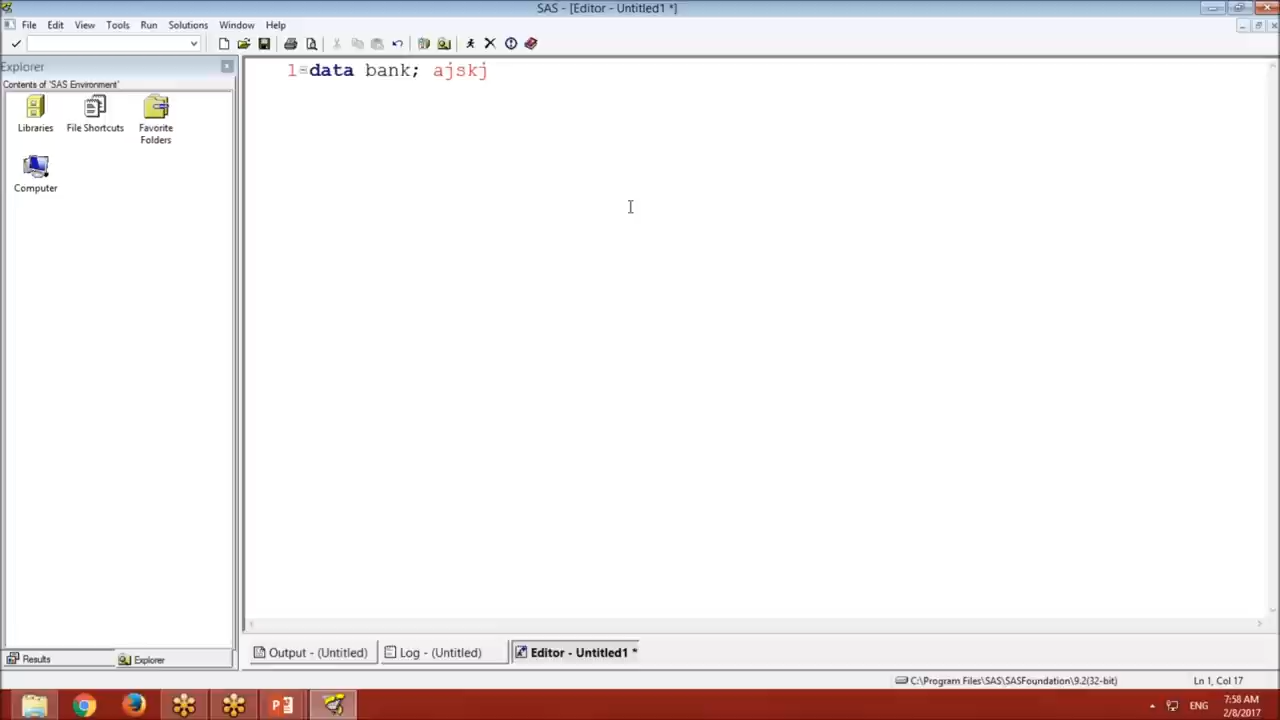 SAS - [Editor - Untitled1 *]
File Edit View Tools Run Solutions Window Help
Explorer
Contents of 'SAS Environment'
Libraries
File Shortcuts
Favorite Folders
Computer
1 data bank; ajskj
Results
Explorer
Output - (Untitled)
Log - (Untitled)
Editor - Untitled1 *
C:\Program Files\SAS\SASFoundation\9.2(32-bit)
Ln 1, Col 17
ENG
7:58 AM
2/8/2017